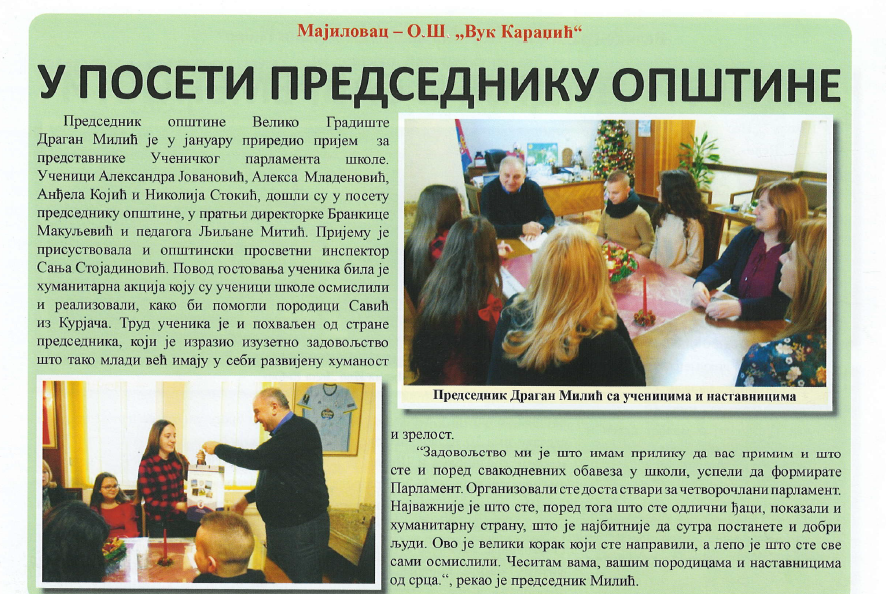 Мајиловац – О.Ш „Вук Караџић“
У ПОСЕТИ ПРЕДСЕДНИКУ ОПШТИНЕ
Председник општине Велико Градиште
Драган Милић је у јануару приредио пријем за
представнике Ученичког парламента школе.
Ученици Александра Јовановић, Алекса Младеновић,
Анђела Којић и Николија Стокић, дошли су у посету
председнику општине, у пратњи директорке Бранкице
Макуљевић и педагога Љиљане Митић. Пријему је
присуствовала и општински просветни инспектор
Сања Стојадиновић. Повод гостовања ученика била је
хуманитарна акција коју су ученици школе осмислили
и реализовали, како би помогли породици Савић
из Курјача. Труд ученика је и похваљен од стране
председника, који је изразио изузетно задовољство
што тако млади већ имају у себи развијену хуманост
Председник Драган Милић са ученицима и наставницима
и зрелост.
“Задовољство ми је што имам прилику да вас примим и што
сте и поред свакодневних обавеза у школи, успели да формирате
Парламент. Организовали сте доста ствари за четворочлани парламент.
Најважније је што сте, поред тога што сте одлични ђаци, показали и
хуманитарну страну, што је најбитније да сутра постанете и добри
људи. Ово је велики корак који сте направили, а лепо је што сте све
сами осмислили. Честитам вама, вашим породицама и наставницима
од срца.“, рекао је председник Милић.